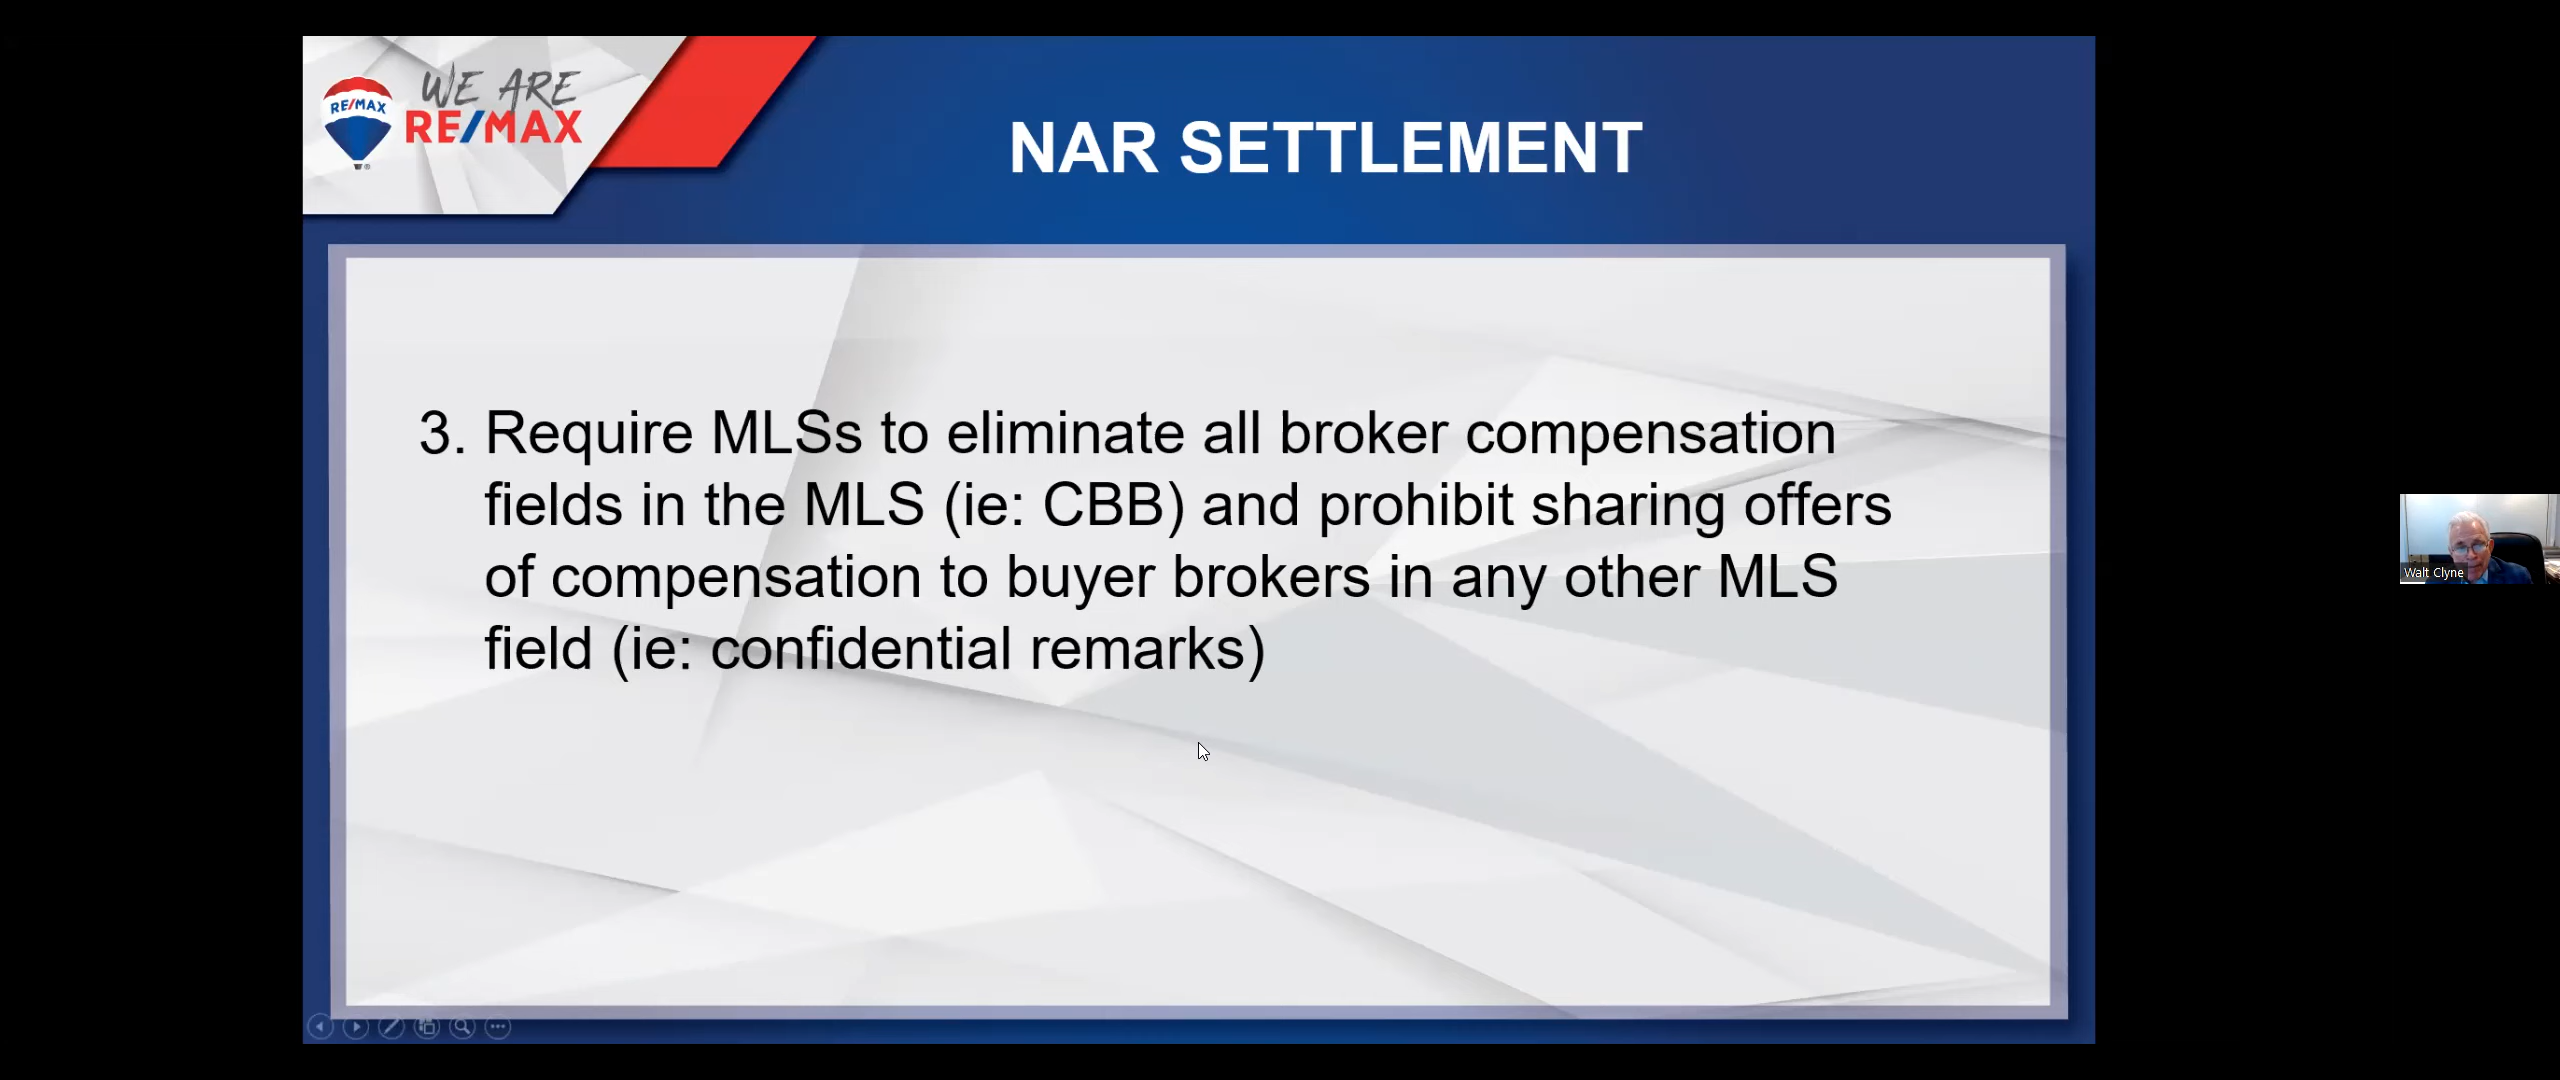 WE ARE
RE/MAX
RE/MAX
NAR SETTLEMENT
3. Require MLSs to eliminate all broker compensation
fields in the MLS (ie: CBB) and prohibit sharing offers
of compensation to buyer brokers in any other MLS
field (ie: confidential remarks)
Walt Clyne